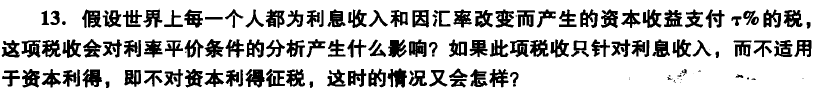 13. 假设世界上每一个人都为利息收入和因汇率改变而产生的资本收益支付 τ%的税，
这项税收会对利率平价条件的分析产生什么影响？如果此项税收只针对利息收入，而不适用
于资本利得，即不对资本利得征税，这时的情况又会怎样？